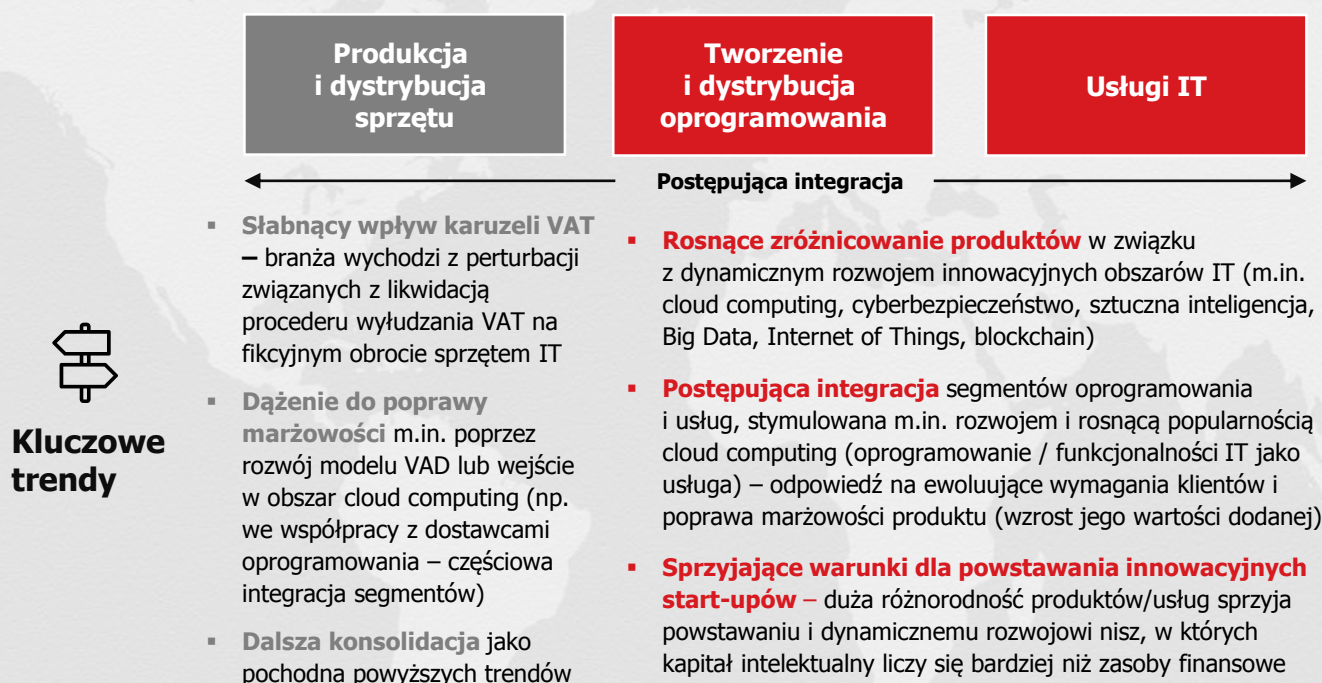 Produkcja
i dystrybucja
sprzętu
Tworzenie
i dystrybucja
oprogramowania
Usługi IT
Postępująca integracja
Kluczowe
trendy
▪ Słabnący wpływ karuzeli VAT
– branża wychodzi z perturbacji
związanych z likwidacją
procederu wyłudzania VAT na
fikcyjnym obrocie sprzętem IT
▪ Dążenie do poprawy
marżowości m.in. poprzez
rozwój modelu VAD lub wejście
w obszar cloud computing (np.
we współpracy z dostawcami
oprogramowania – częściowa
integracja segmentów)
▪ Dalsza konsolidacja jako
pochodna powyższych trendów
▪ Rosnące zróżnicowanie produktów w związku
z dynamicznym rozwojem innowacyjnych obszarów IT (m.in.
cloud computing, cyberbezpieczeństwo, sztuczna inteligencja,
Big Data, Internet of Things, blockchain)
▪ Postępująca integracja segmentów oprogramowania
i usług, stymulowana m.in. rozwojem i rosnącą popularnością
cloud computing (oprogramowanie / funkcjonalności IT jako
usługa) – odpowiedź na ewoluujące wymagania klientów i
poprawa marżowości produktu (wzrost jego wartości dodanej)
▪ Sprzyjające warunki dla powstawania innowacyjnych
start-upów – duża różnorodność produktów/usług sprzyja
powstawaniu i dynamicznemu rozwojowi nisz, w których
kapitał intelektualny liczy się bardziej niż zasoby finansowe